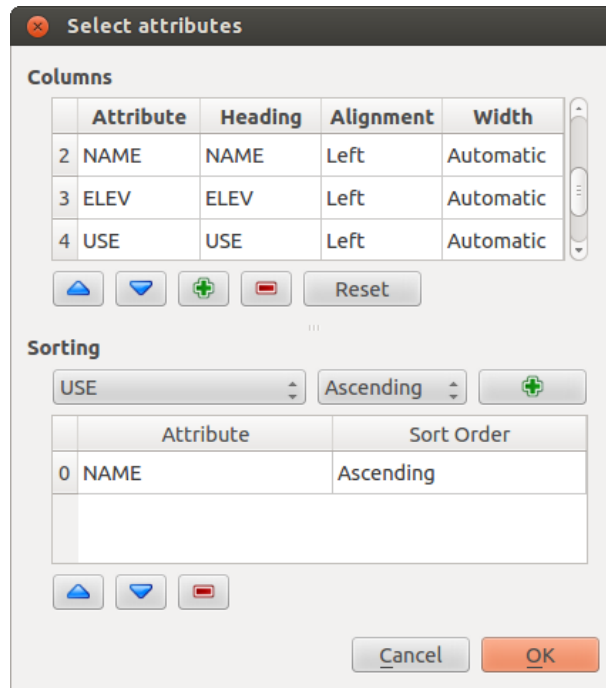 Select attributes
Columns
Attribute Heading Alignment Width
2 NAME NAME Left Automatic
3 ELEV ELEV Left Automatic
4 USE USE Left Automatic
Reset
Sorting
USE Ascending
Attribute Sort Order
0 NAME Ascending
Cancel OK